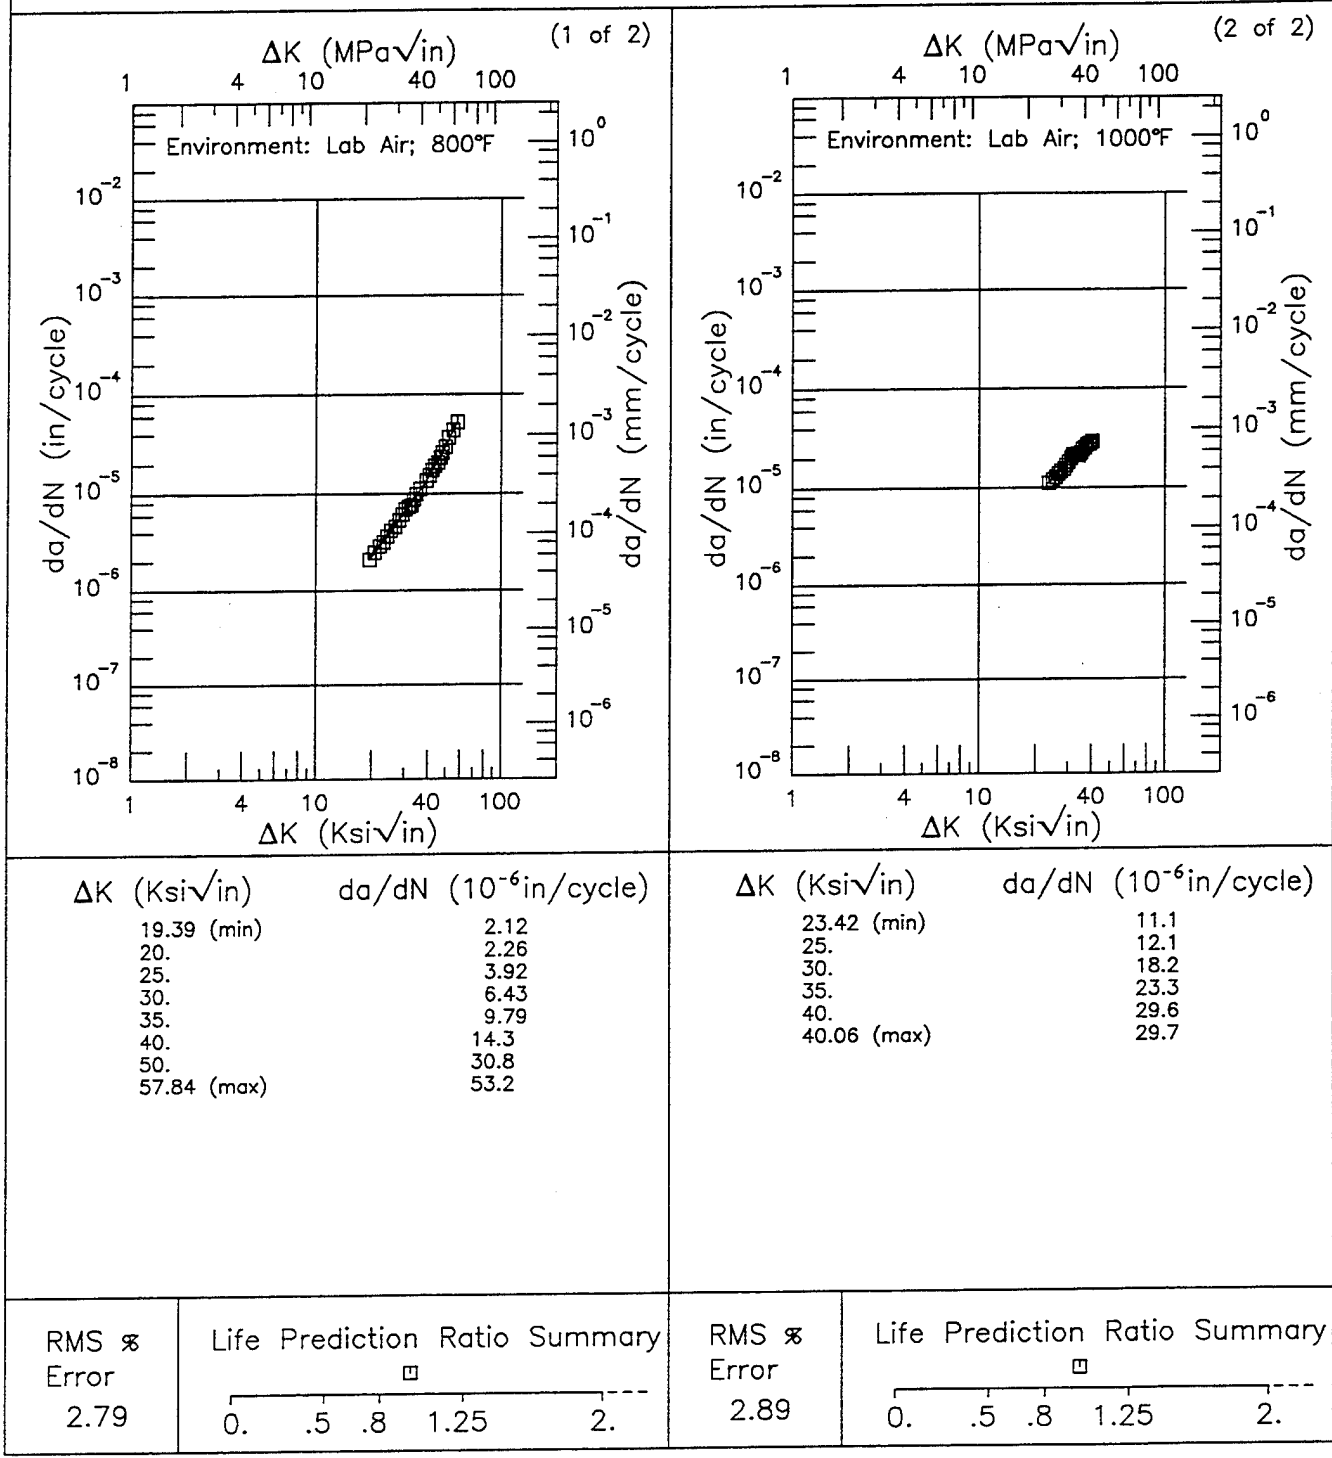 (1 of 2)
ΔK (MPa√in)
1 4 10 40 100
Environment: Lab Air; 800°F
10⁰
10⁻²
10⁻¹
10⁻³
10⁻²
10⁻⁴
10⁻³
10⁻⁵
10⁻⁴
10⁻⁶
10⁻⁵
10⁻⁷
10⁻⁶
10⁻⁸
da/dN (in/cycle)
da/dN (mm/cycle)
1 4 10 40 100
ΔK (Ksi√in)
ΔK (Ksi√in) da/dN (10⁻⁶in/cycle)
19.39 (min) 2.12
20. 2.26
25. 3.92
30. 6.43
35. 9.79
40. 14.3
50. 30.8
57.84 (max) 53.2
RMS %
Error
2.79
Life Prediction Ratio Summary
0. .5 .8 1.25 2.
(2 of 2)
ΔK (MPa√in)
1 4 10 40 100
Environment: Lab Air; 1000°F
10⁰
10⁻²
10⁻¹
10⁻³
10⁻²
10⁻⁴
10⁻³
10⁻⁵
10⁻⁴
10⁻⁶
10⁻⁵
10⁻⁷
10⁻⁶
10⁻⁸
da/dN (in/cycle)
da/dN (mm/cycle)
1 4 10 40 100
ΔK (Ksi√in)
ΔK (Ksi√in) da/dN (10⁻⁶in/cycle)
23.42 (min) 11.1
25. 12.1
30. 18.2
35. 23.3
40. 29.6
40.06 (max) 29.7
RMS %
Error
2.89
Life Prediction Ratio Summary
0. .5 .8 1.25 2.